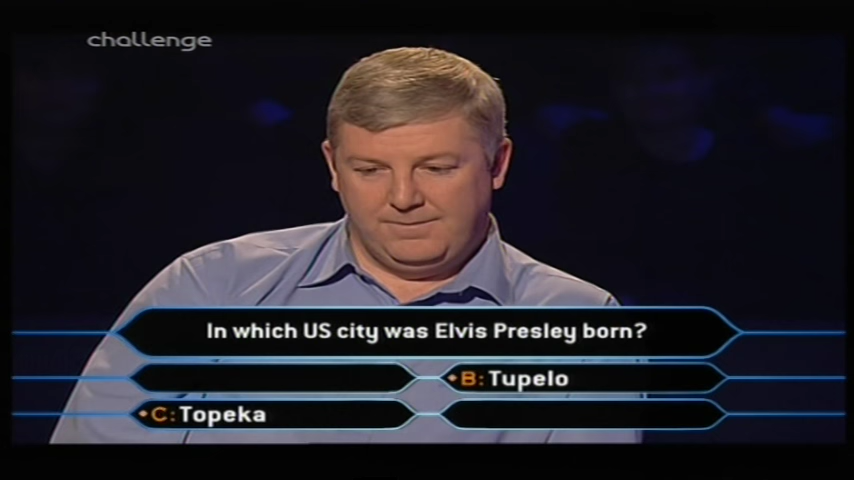 challenge
In which US city was Elvis Presley born?
B: Tupelo
C: Topeka